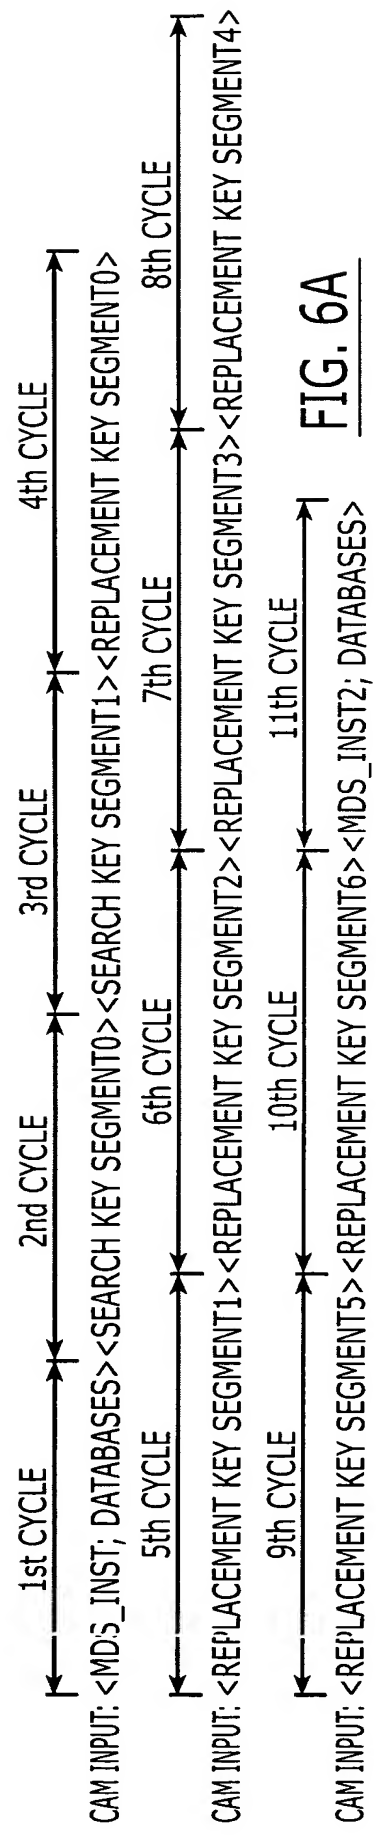 1st CYCLE 2nd CYCLE 3rd CYCLE 4th CYCLE
CAM INPUT: <MDS_INST; DATABASES><SEARCH KEY SEGMENT0><SEARCH KEY SEGMENT1><REPLACEMENT KEY SEGMENT0>
5th CYCLE 6th CYCLE 7th CYCLE 8th CYCLE
CAM INPUT: <REPLACEMENT KEY SEGMENT1><REPLACEMENT KEY SEGMENT2><REPLACEMENT KEY SEGMENT3><REPLACEMENT KEY SEGMENT4>
9th CYCLE 10th CYCLE 11th CYCLE
CAM INPUT: <REPLACEMENT KEY SEGMENT5><REPLACEMENT KEY SEGMENT6><MDS_INST2; DATABASES>
FIG. 6A